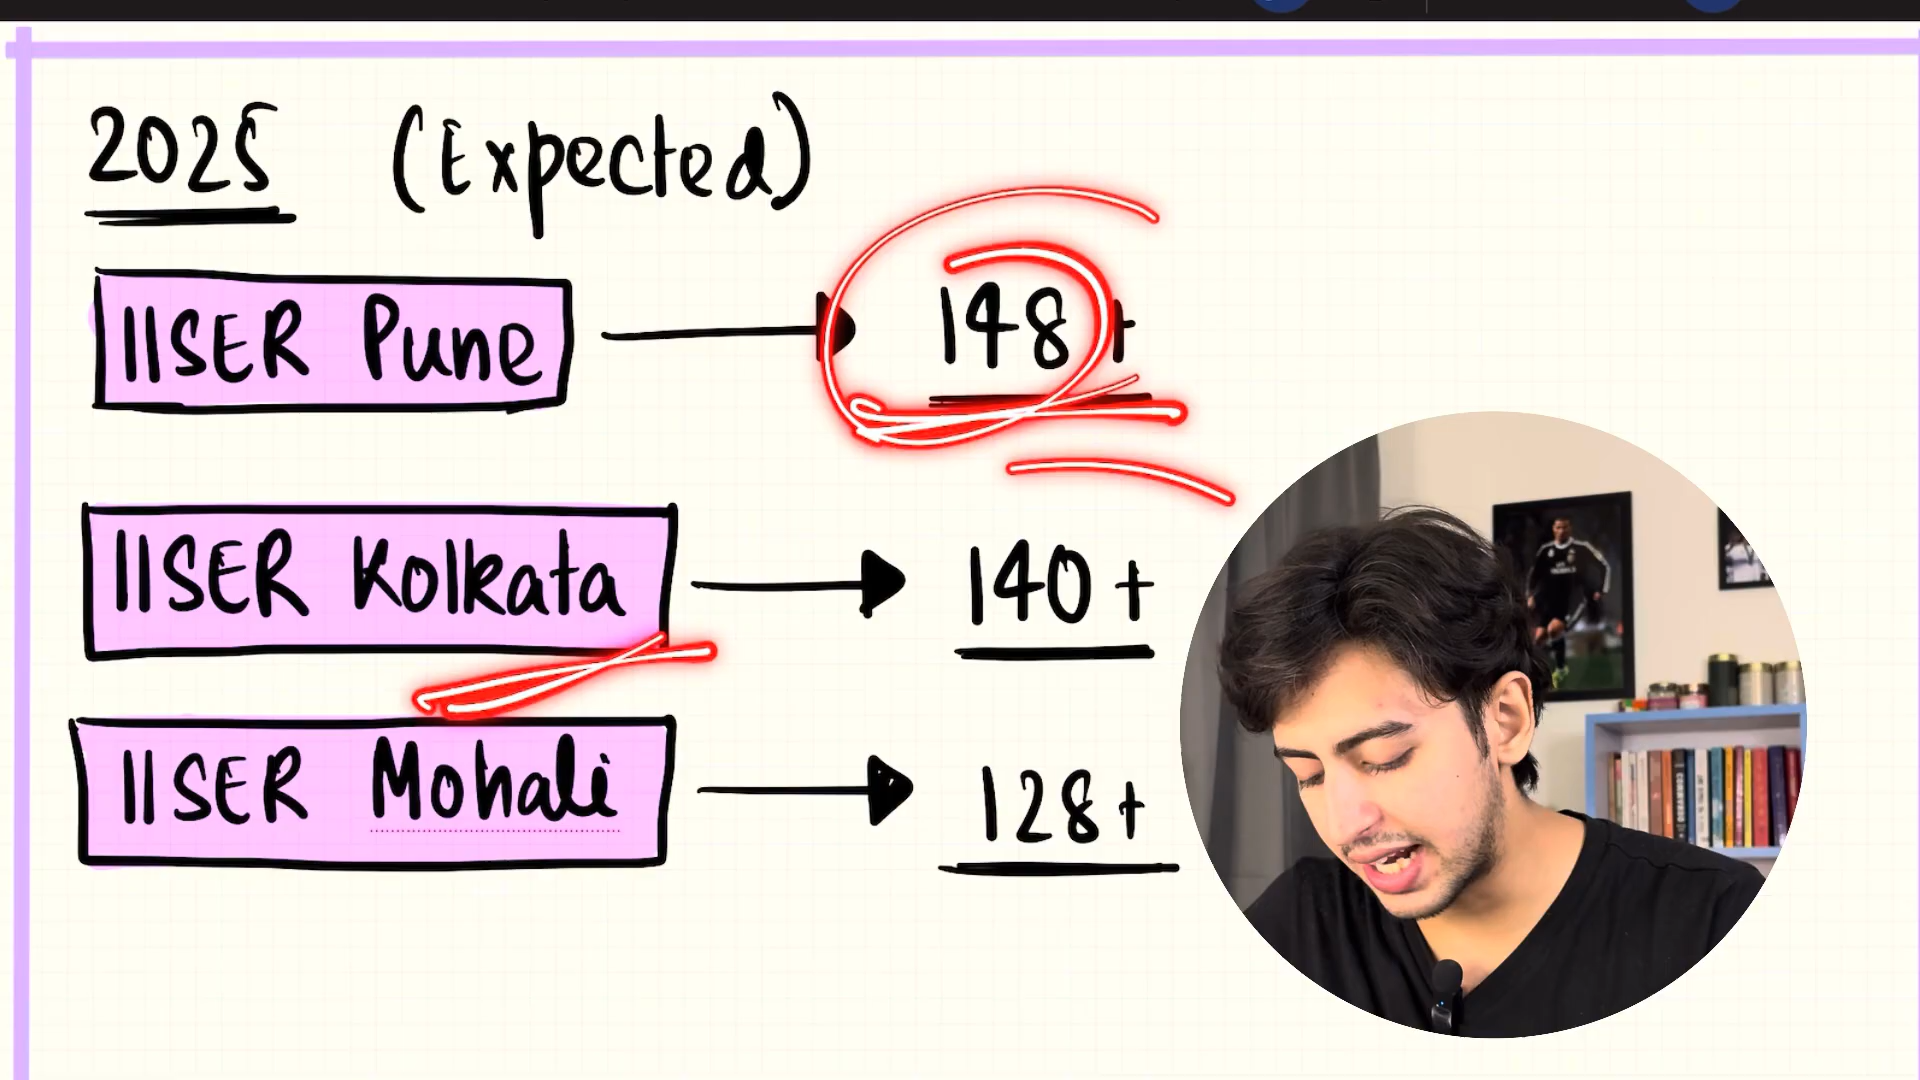 2025 (Expected)
IISER Pune 148+
IISER Kolkata 140+
IISER Mohali 128+